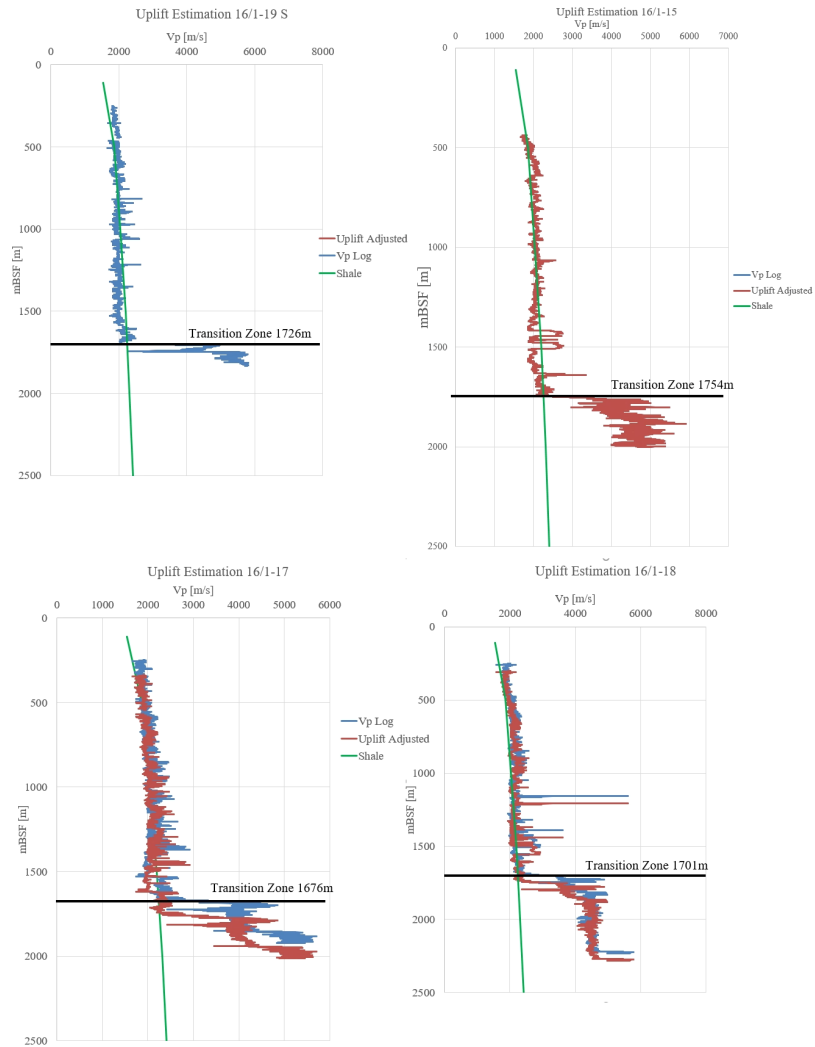 Uplift Estimation 16/1-19 S
Vp [m/s]
0 2000 4000 6000 8000
0
500
1000
1500
2000
2500
mBSF [m]
Transition Zone 1726m
Uplift Adjusted
Vp Log
Shale
Uplift Estimation 16/1-15
Vp [m/s]
0 1000 2000 3000 4000 5000 6000 7000
0
500
1000
1500
2000
2500
mBSF [m]
Transition Zone 1754m
Vp Log
Uplift Adjusted
Shale
Uplift Estimation 16/1-17
Vp [m/s]
0 1000 2000 3000 4000 5000 6000
0
500
1000
1500
2000
2500
mBSF [m]
Transition Zone 1676m
Vp Log
Uplift Adjusted
Shale
Uplift Estimation 16/1-18
Vp [m/s]
0 2000 4000 6000 8000
0
500
1000
1500
2000
2500
mBSF [m]
Transition Zone 1701m